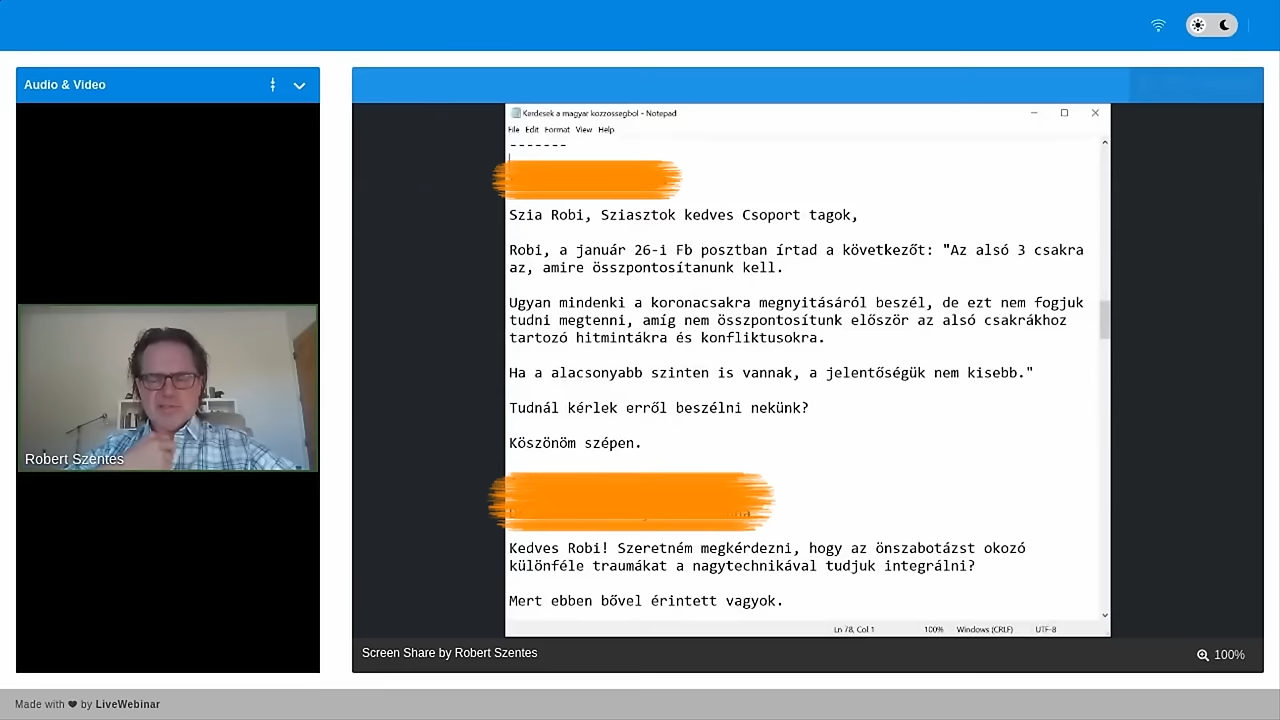 Audio & Video
Kerdesek a magyar kozzossegbol - Notepad
File Edit Format View Help
-------
Szia Robi, Sziasztok kedves Csoport tagok,
Robi, a január 26-i Fb posztban írtad a következőt: "Az alsó 3 csakra
az, amire összpontosítanunk kell.
Ugyan mindenki a koronacsakra megnyitásáról beszél, de ezt nem fogjuk
tudni megtenni, amíg nem összpontosítunk először az alsó csakrákhoz
tartozó hitmintákra és konfliktusokra.
Ha a alacsonyabb szinten is vannak, a jelentőségük nem kisebb."
Tudnál kérlek erről beszélni nekünk?
Köszönöm szépen.
Kedves Robi! Szeretném megkérdezni, hogy az önszabotázst okozó
különféle traumákat a nagytechnikával tudjuk integrálni?
Mert ebben bővel érintett vagyok.
Ln 78, Col 1 100% Windows (CRLF) UTF-8
Robert Szentes
Screen Share by Robert Szentes
100%
Made with ❤ by LiveWebinar